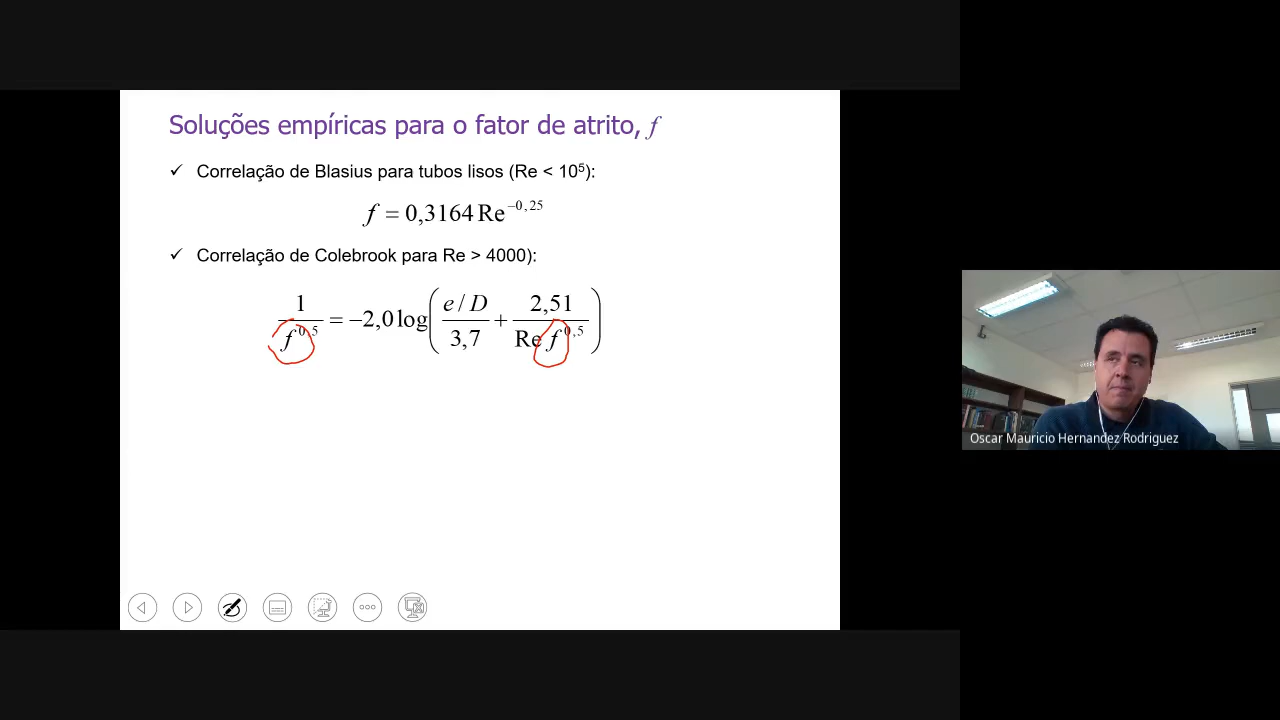 Soluções empíricas para o fator de atrito, f
✓ Correlação de Blasius para tubos lisos (Re < 10⁵):
f = 0,3164 Re^−0,25
✓ Correlação de Colebrook para Re > 4000):
1/f^0,5 = −2,0 log( (e/D)/3,7 + 2,51/(Re f^0,5) )
Oscar Mauricio Hernandez Rodriguez